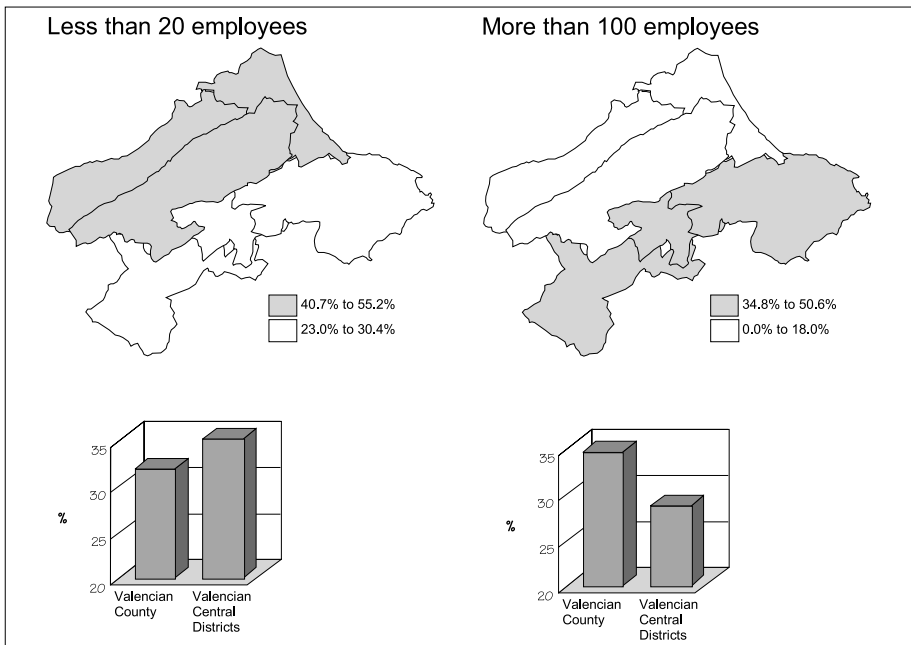 Less than 20 employees
40.7% to 55.2%
23.0% to 30.4%
More than 100 employees
34.8% to 50.6%
0.0% to 18.0%
35
30
%
25
20
Valencian
County
Valencian
Central
Districts
35
30
%
25
20
Valencian
County
Valencian
Central
Districts